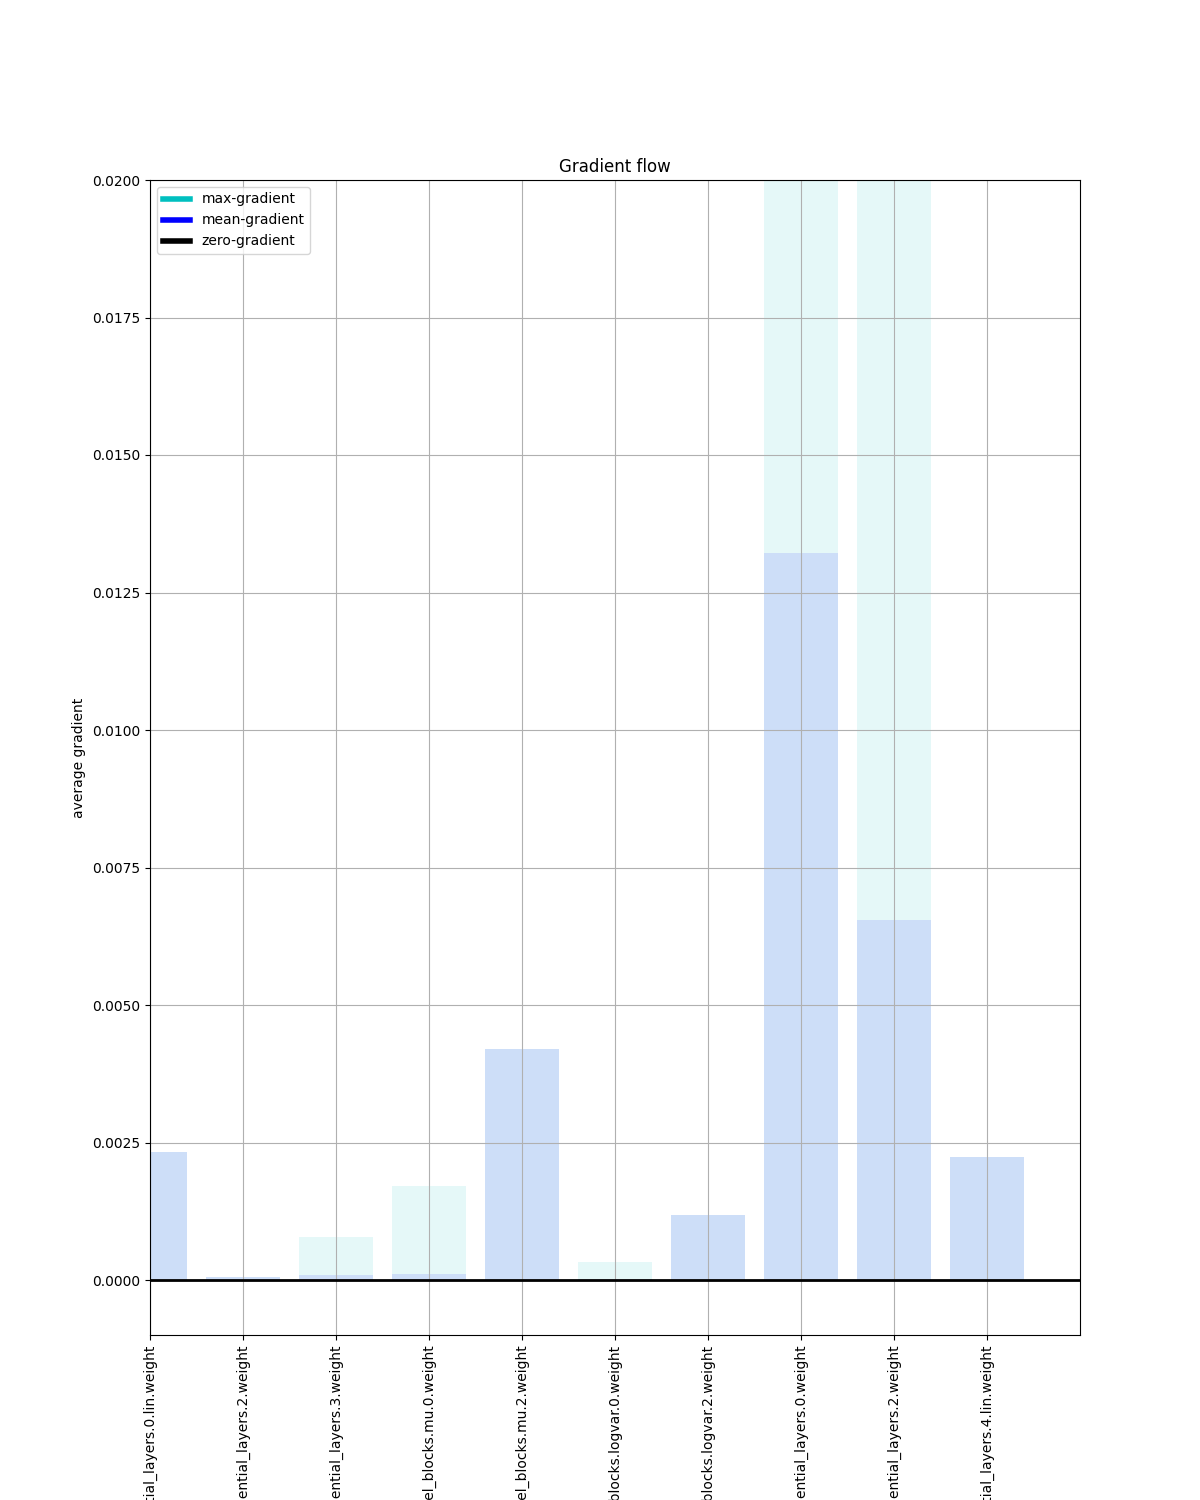 Gradient flow
max-gradient
mean-gradient
zero-gradient
0.0200
0.0175
0.0150
0.0125
0.0100
0.0075
0.0050
0.0025
0.0000
average gradient
tial_layers.0.lin.weight
ential_layers.2.weight
ential_layers.3.weight
el_blocks.mu.0.weight
el_blocks.mu.2.weight
blocks.logvar.0.weight
blocks.logvar.2.weight
ential_layers.0.weight
ential_layers.2.weight
tial_layers.4.lin.weight